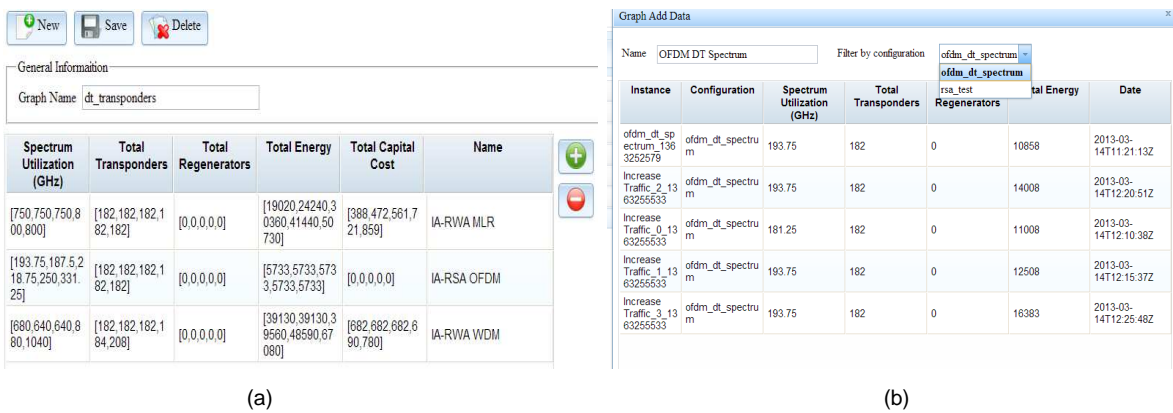 New Save Delete
General Informaition
Graph Name dt_transponders
Spectrum Utilization (GHz) Total Transponders Total Regenerators Total Energy Total Capital Cost Name
[750,750,750,8 [182,182,182,1 [0,0,0,0,0] [19020,24240,3 [388,472,561,7 IA-RWA MLR
00,800] 82,182] 0360,41440,50 21,859]
730]
[193.75,187.5,2 [182,182,182,1 [0,0,0,0,0] [5733,5733,573 [0,0,0,0,0] IA-RSA OFDM
18.75,250,331. 82,182] 3,5733,5733]
25]
[680,640,640,8 [182,182,182,1 [0,0,0,0,0] [39130,39130,3 [682,682,682,6 IA-RWA WDM
80,1040] 84,208] 9560,48590,67 90,780]
080]
(a)
Graph Add Data x
Name OFDM DT Spectrum Filter by configuration ofdm_dt_spectrum
ofdm_dt_spectrum
rsa_test
Instance Configuration Spectrum Utilization (GHz) Total Transponders Regenerators tal Energy Date
ofdm_dt_sp ofdm_dt_spectru 193.75 182 0 10858 2013-03-
ectrum_136 m 14T11:21:13Z
3252579
Increase ofdm_dt_spectru 193.75 182 0 14008 2013-03-
Traffic_2_13 m 14T12:20:51Z
63255533
Increase ofdm_dt_spectru 181.25 182 0 11008 2013-03-
Traffic_0_13 m 14T12:10:38Z
63255533
Increase ofdm_dt_spectru 193.75 182 0 12508 2013-03-
Traffic_1_13 m 14T12:15:37Z
63255533
Increase ofdm_dt_spectru 193.75 182 0 16383 2013-03-
Traffic_3_13 m 14T12:25:48Z
63255533
(b)